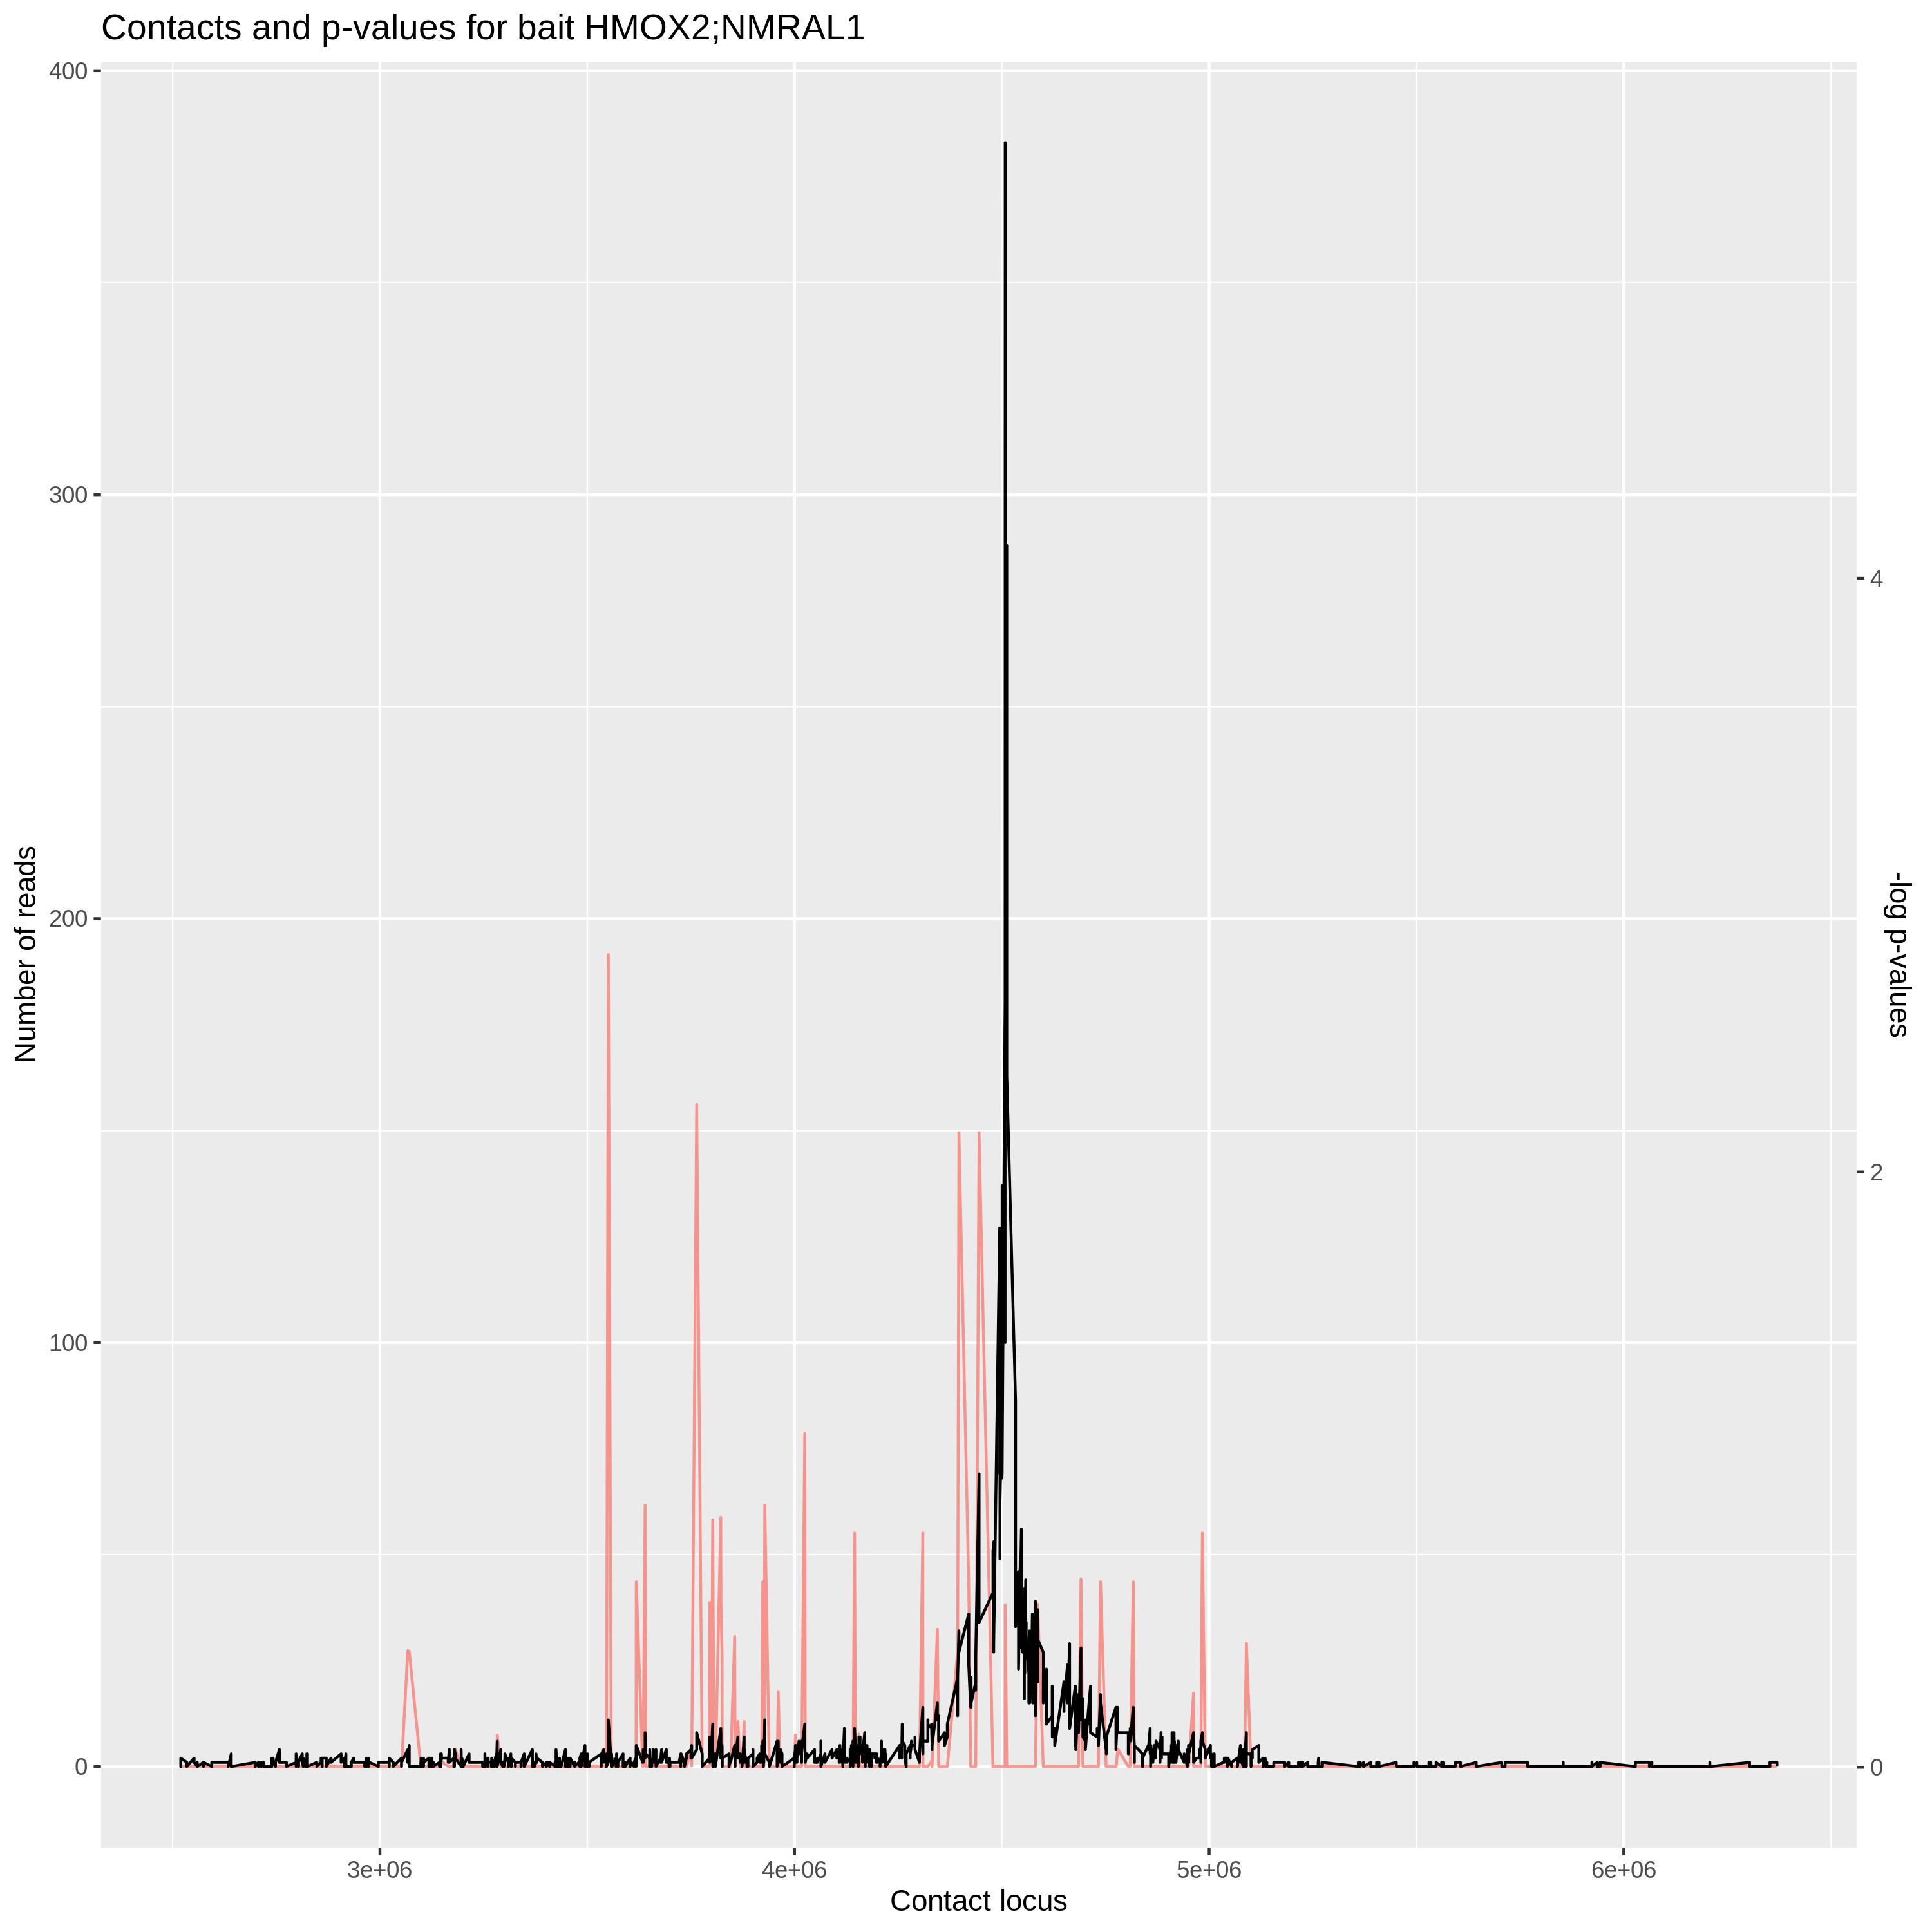 Contacts and p-values for bait HMOX2;NMRAL1
400
300
200
100
0
Number of reads
4
2
0
-log p-values
3e+06
4e+06
5e+06
6e+06
Contact locus